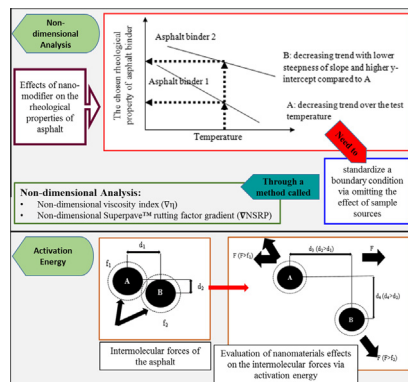 Non-
dimensional
Analysis
Effects of nano-
modifier on the
rheological
properties of
asphalt
The chosen rheological
property of asphalt binder
Asphalt binder 2
Asphalt binder 1
Temperature
B: decreasing trend with lower
steepness of slope and higher y-
intercept compared to A
A: decreasing trend over the test
temperature
Need to
standardize a
boundary condition
via omitting the
effect of sample
sources
Through a
method called
Non-dimensional Analysis:
• Non-dimensional viscosity index (∇η)
• Non-dimensional Superpave™ rutting factor gradient (∇NSRP)
Activation
Energy
d₁
f₁
A
B
d₂
f₂
Intermolecular forces of
the asphalt
F (F>f₁)
d₃ (d₃>d₁)
F
A
d₄ (d₄>d₂)
B
F (F>f₂)
Evaluation of nanomaterials effects
on the intermolecular forces via
activation energy